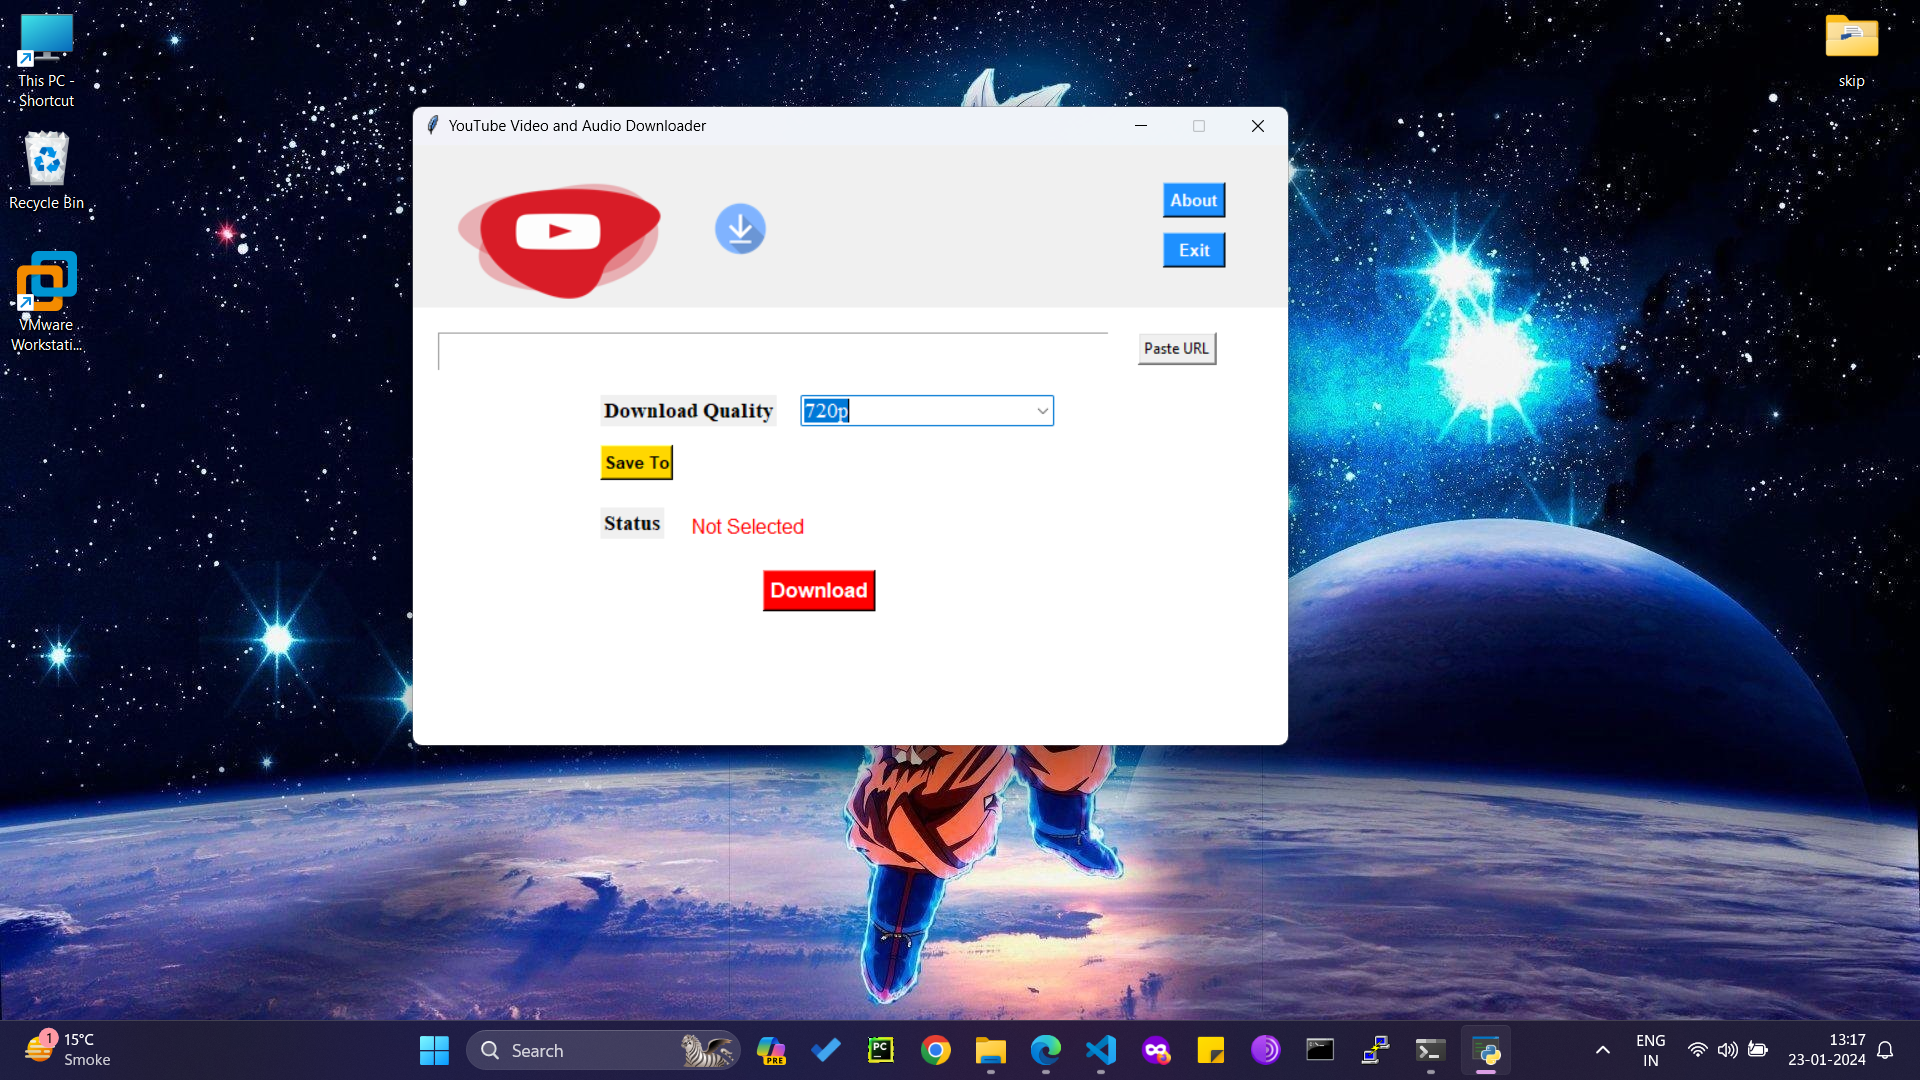 This PC -
Shortcut
Recycle Bin
VMware
Workstati...
skip
YouTube Video and Audio Downloader
About
Exit
Paste URL
Download Quality
720p
Save To
Status
Not Selected
Download
1
15°C
Smoke
Search
PRE
PC
ENG
IN
13:17
23-01-2024